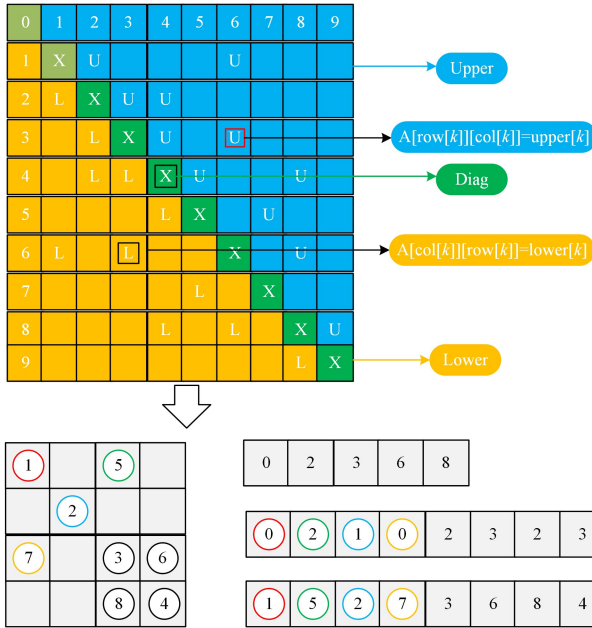 0 1 2 3 4 5 6 7 8 9
1 X U U
Upper
2 L X U U
3 L X U U
A[row[k]][col[k]]=upper[k]
4 L L X U U
Diag
5 L X U
6 L L X U
A[col[k]][row[k]]=lower[k]
7 L X
8 L L X U
9 L X
Lower
1 5
2
7 3 6
8 4
0 2 3 6 8
0 2 1 0 2 3 2 3
1 5 2 7 3 6 8 4